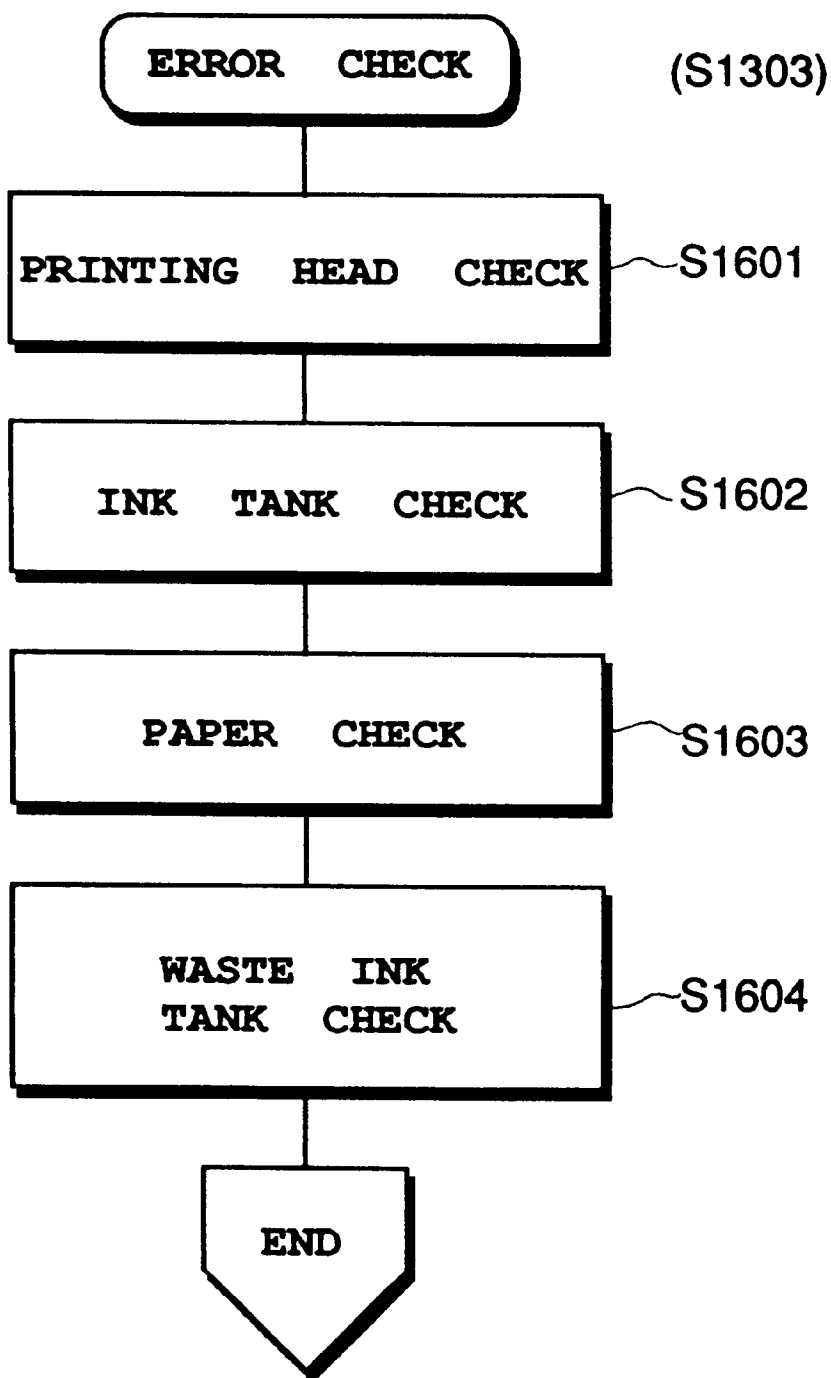 ERROR CHECK
(S1303)
PRINTING HEAD CHECK
S1601
INK TANK CHECK
S1602
PAPER CHECK
S1603
WASTE INK
TANK CHECK
S1604
END